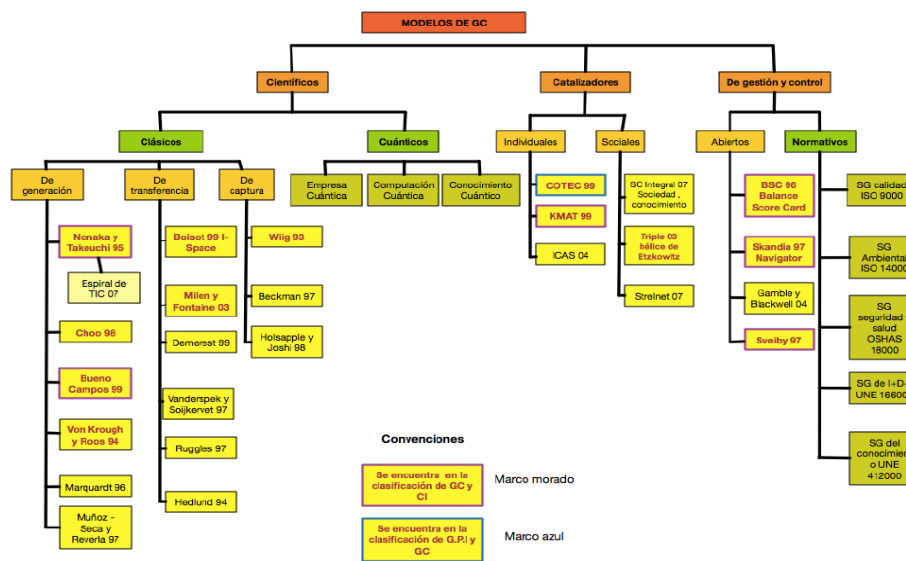 MODELOS DE GC
Científicos
Catalizadores
De gestión y control
Clásicos
Cuánticos
Individuales
Sociales
Abiertos
Normativos
De
generación
De
transferencia
De
captura
Empresa
Cuántica
Computación
Cuántica
Conocimiento
Cuántico
Nonaka y
Takeuchi 95
Espiral de
TIC 07
Choo 98
Bueno
Campos 99
Von Krough
y Roos 94
Marquardt 96
Muñoz -
Seca y
Reverla 97
Boisot 99 I-
Space
Milen y
Fontaine 03
Demerest 99
Vanderspek y
Soijkervet 97
Ruggles 97
Hedlund 94
Wiig 93
Beckman 97
Holsapple y
Joshi 98
COTEC 99
KMAT 99
ICAS 04
Integral 07
Sociedad ,
conocimiento
Triple 03
hélice de
Etzkowitz
Strelnet 07
BSC 96
Balance
Score Card
Skandia 97
Navigator
Gamble y
Blackwell 04
Sveiby 97
SG calidad
ISO 9000
SG
Ambiental
ISO 14000
SG
seguridad
salud
OSHAS
18000
SG de I+D-
UNE 16600
SG del
conocimien
o UNE
412000
Convenciones
Se encuentra en la
clasificación de GC y
CI
Marco morado
Se encuentra en la
clasificación de G.P.I y
GC
Marco azul